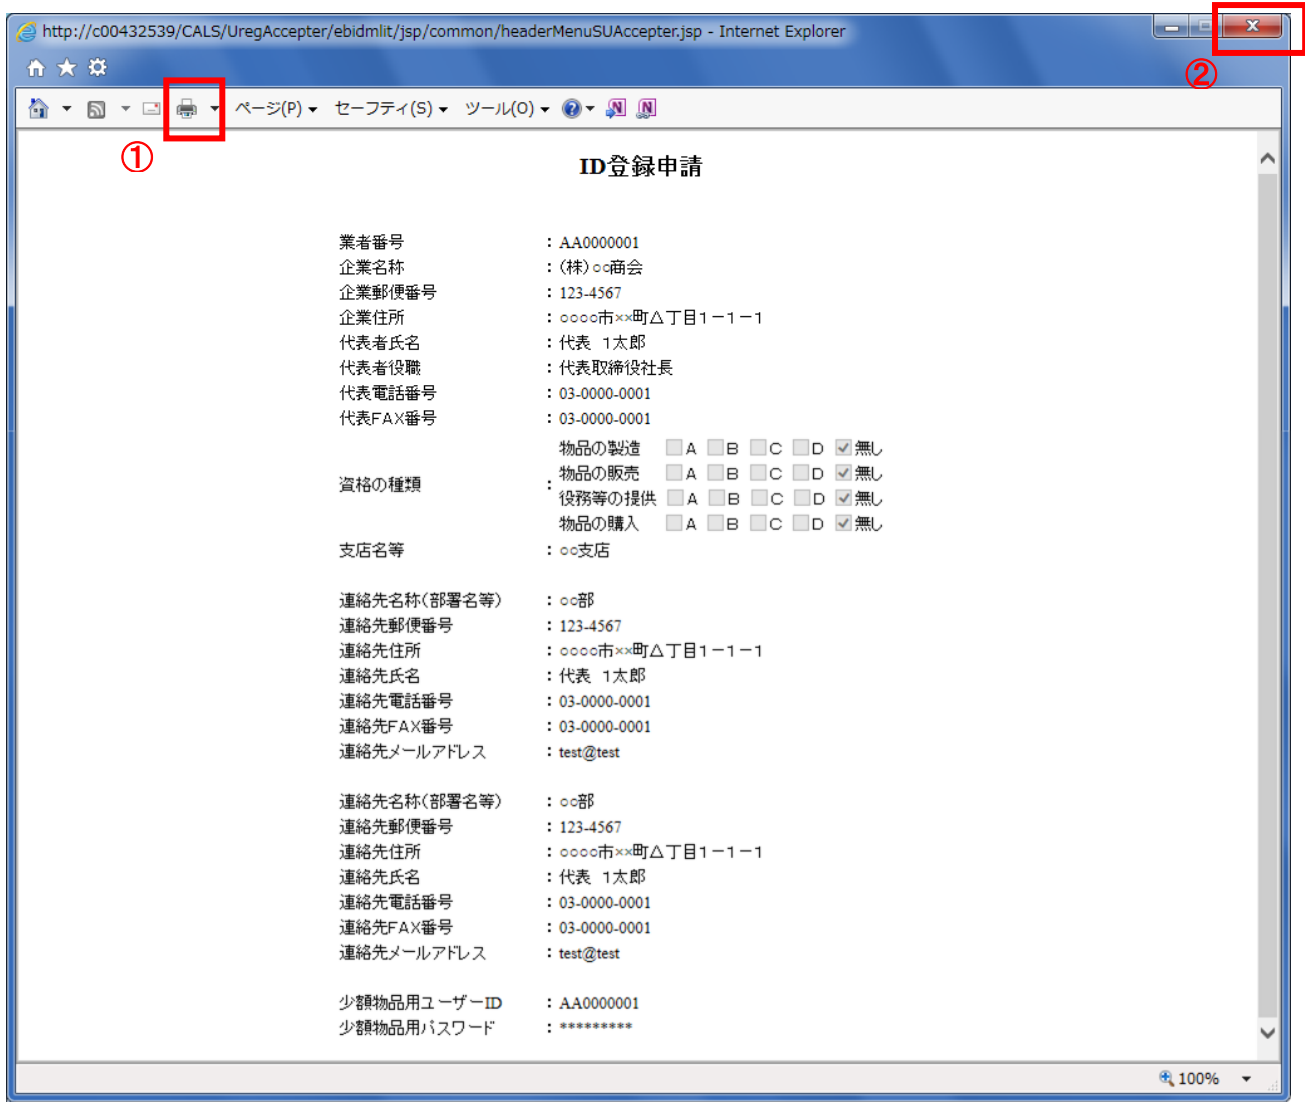 http://c00432539/CALS/UregAccepter/ebidmlit/jsp/common/headerMenuSUAccepter.jsp - Internet Explorer
②
ページ(P) セーフティ(S) ツール(O)
①
ID登録申請
業者番号 : AA0000001
企業名称 : (株)○○商会
企業郵便番号 : 123-4567
企業住所 : ○○○○市××町△丁目1－1－1
代表者氏名 : 代表 1太郎
代表者役職 : 代表取締役社長
代表電話番号 : 03-0000-0001
代表FAX番号 : 03-0000-0001
資格の種類 :
物品の製造 A B C D 無し
物品の販売 A B C D 無し
役務等の提供 A B C D 無し
物品の購入 A B C D 無し
支店名等 : ○○支店
連絡先名称(部署名等) : ○○部
連絡先郵便番号 : 123-4567
連絡先住所 : ○○○○市××町△丁目1－1－1
連絡先氏名 : 代表 1太郎
連絡先電話番号 : 03-0000-0001
連絡先FAX番号 : 03-0000-0001
連絡先メールアドレス : test@test
連絡先名称(部署名等) : ○○部
連絡先郵便番号 : 123-4567
連絡先住所 : ○○○○市××町△丁目1－1－1
連絡先氏名 : 代表 1太郎
連絡先電話番号 : 03-0000-0001
連絡先FAX番号 : 03-0000-0001
連絡先メールアドレス : test@test
少額物品用ユーザーID : AA0000001
少額物品用パスワード : *********
100%